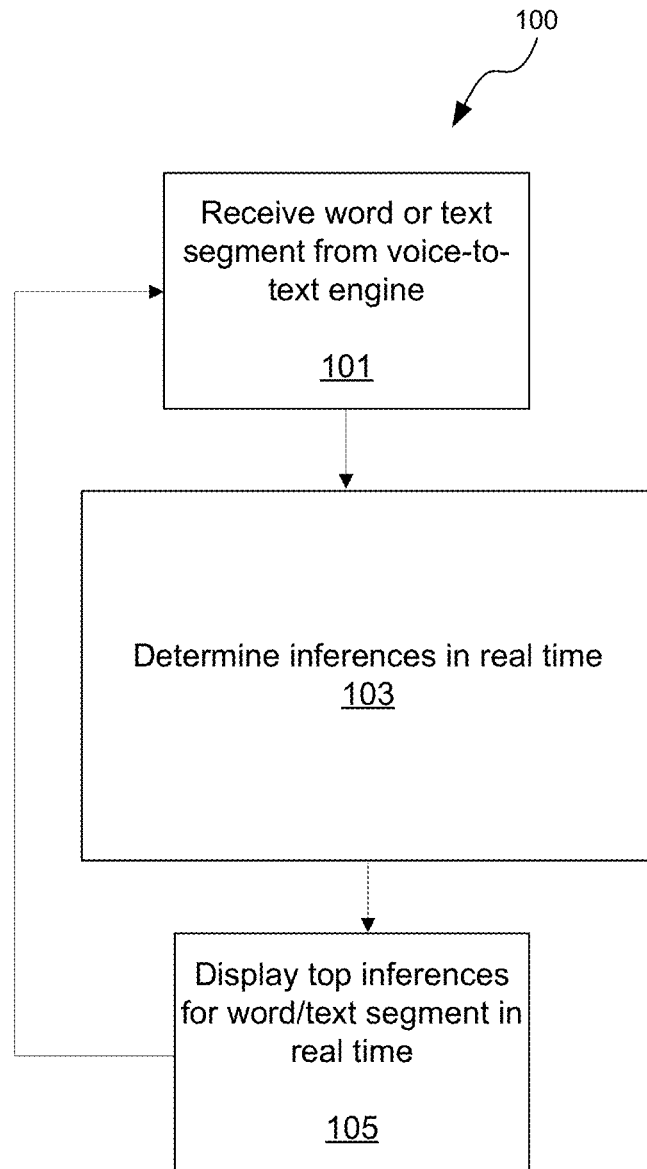 100
Receive word or text
segment from voice-to-
text engine
101
Determine inferences in real time
103
Display top inferences
for word/text segment in
real time
105